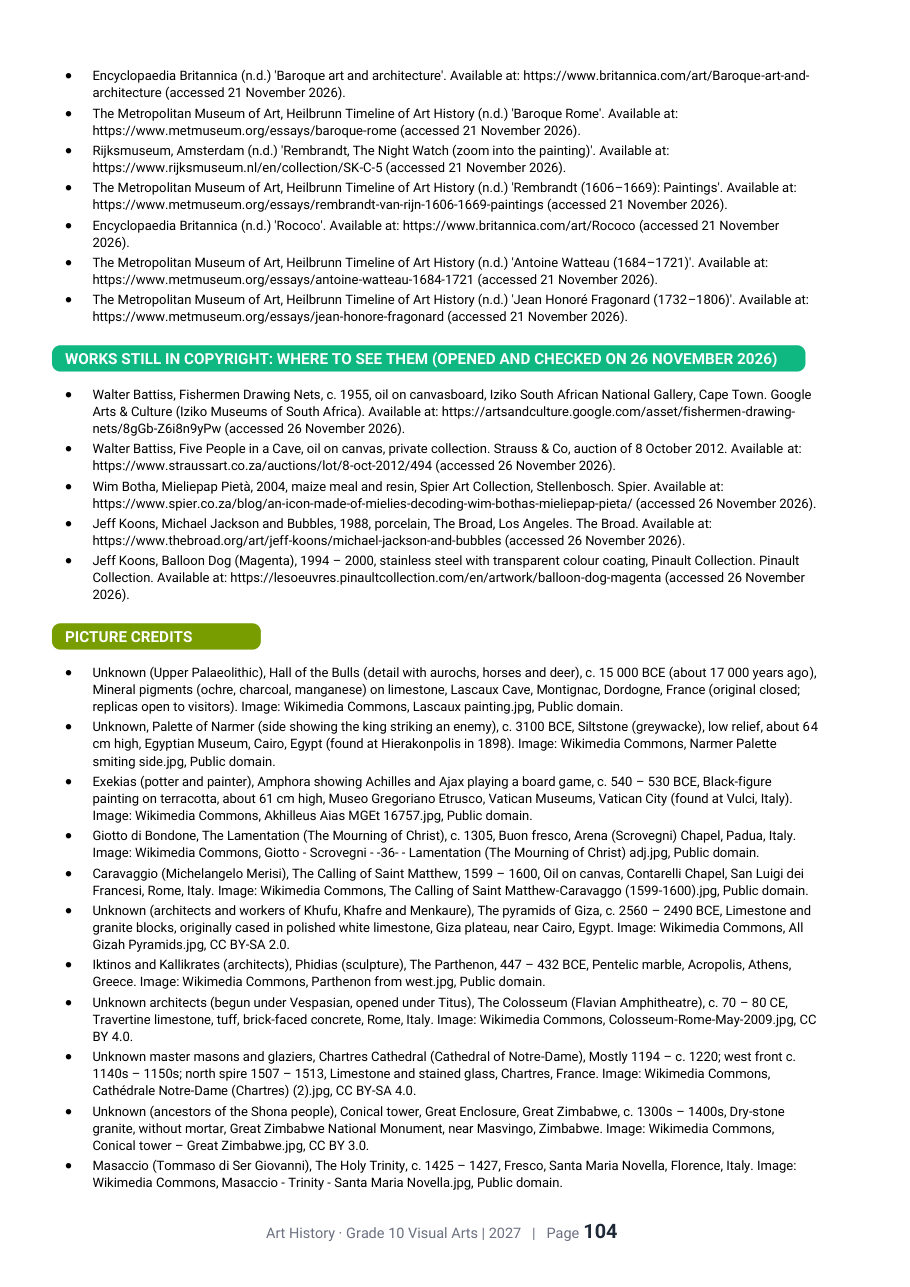 ● Encyclopaedia Britannica (n.d.) 'Baroque art and architecture'. Available at: https://www.britannica.com/art/Baroque-art-and-
architecture (accessed 21 November 2026).
● The Metropolitan Museum of Art, Heilbrunn Timeline of Art History (n.d.) 'Baroque Rome'. Available at:
https://www.metmuseum.org/essays/baroque-rome (accessed 21 November 2026).
● Rijksmuseum, Amsterdam (n.d.) 'Rembrandt, The Night Watch (zoom into the painting)'. Available at:
https://www.rijksmuseum.nl/en/collection/SK-C-5 (accessed 21 November 2026).
● The Metropolitan Museum of Art, Heilbrunn Timeline of Art History (n.d.) 'Rembrandt (1606–1669): Paintings'. Available at:
https://www.metmuseum.org/essays/rembrandt-van-rijn-1606-1669-paintings (accessed 21 November 2026).
● Encyclopaedia Britannica (n.d.) 'Rococo'. Available at: https://www.britannica.com/art/Rococo (accessed 21 November
2026).
● The Metropolitan Museum of Art, Heilbrunn Timeline of Art History (n.d.) 'Antoine Watteau (1684–1721)'. Available at:
https://www.metmuseum.org/essays/antoine-watteau-1684-1721 (accessed 21 November 2026).
● The Metropolitan Museum of Art, Heilbrunn Timeline of Art History (n.d.) 'Jean Honoré Fragonard (1732–1806)'. Available at:
https://www.metmuseum.org/essays/jean-honore-fragonard (accessed 21 November 2026).
WORKS STILL IN COPYRIGHT: WHERE TO SEE THEM (OPENED AND CHECKED ON 26 NOVEMBER 2026)
● Walter Battiss, Fishermen Drawing Nets, c. 1955, oil on canvasboard, Iziko South African National Gallery, Cape Town. Google
Arts & Culture (Iziko Museums of South Africa). Available at: https://artsandculture.google.com/asset/fishermen-drawing-
nets/8gGb-Z6i8n9yPw (accessed 26 November 2026).
● Walter Battiss, Five People in a Cave, oil on canvas, private collection. Strauss & Co, auction of 8 October 2012. Available at:
https://www.straussart.co.za/auctions/lot/8-oct-2012/494 (accessed 26 November 2026).
● Wim Botha, Mieliepap Pietà, 2004, maize meal and resin, Spier Art Collection, Stellenbosch. Spier. Available at:
https://www.spier.co.za/blog/an-icon-made-of-mielies-decoding-wim-bothas-mieliepap-pieta/ (accessed 26 November 2026).
● Jeff Koons, Michael Jackson and Bubbles, 1988, porcelain, The Broad, Los Angeles. The Broad. Available at:
https://www.thebroad.org/art/jeff-koons/michael-jackson-and-bubbles (accessed 26 November 2026).
● Jeff Koons, Balloon Dog (Magenta), 1994 – 2000, stainless steel with transparent colour coating, Pinault Collection. Pinault
Collection. Available at: https://lesoeuvres.pinaultcollection.com/en/artwork/balloon-dog-magenta (accessed 26 November
2026).
PICTURE CREDITS
● Unknown (Upper Palaeolithic), Hall of the Bulls (detail with aurochs, horses and deer), c. 15 000 BCE (about 17 000 years ago),
Mineral pigments (ochre, charcoal, manganese) on limestone, Lascaux Cave, Montignac, Dordogne, France (original closed;
replicas open to visitors). Image: Wikimedia Commons, Lascaux painting.jpg, Public domain.
● Unknown, Palette of Narmer (side showing the king striking an enemy), c. 3100 BCE, Siltstone (greywacke), low relief, about 64
cm high, Egyptian Museum, Cairo, Egypt (found at Hierakonpolis in 1898). Image: Wikimedia Commons, Narmer Palette
smiting side.jpg, Public domain.
● Exekias (potter and painter), Amphora showing Achilles and Ajax playing a board game, c. 540 – 530 BCE, Black-figure
painting on terracotta, about 61 cm high, Museo Gregoriano Etrusco, Vatican Museums, Vatican City (found at Vulci, Italy).
Image: Wikimedia Commons, Akhilleus Aias MGEt 16757.jpg, Public domain.
● Giotto di Bondone, The Lamentation (The Mourning of Christ), c. 1305, Buon fresco, Arena (Scrovegni) Chapel, Padua, Italy.
Image: Wikimedia Commons, Giotto - Scrovegni - -36- - Lamentation (The Mourning of Christ) adj.jpg, Public domain.
● Caravaggio (Michelangelo Merisi), The Calling of Saint Matthew, 1599 – 1600, Oil on canvas, Contarelli Chapel, San Luigi dei
Francesi, Rome, Italy. Image: Wikimedia Commons, The Calling of Saint Matthew-Caravaggo (1599-1600).jpg, Public domain.
● Unknown (architects and workers of Khufu, Khafre and Menkaure), The pyramids of Giza, c. 2560 – 2490 BCE, Limestone and
granite blocks, originally cased in polished white limestone, Giza plateau, near Cairo, Egypt. Image: Wikimedia Commons, All
Gizah Pyramids.jpg, CC BY-SA 2.0.
● Iktinos and Kallikrates (architects), Phidias (sculpture), The Parthenon, 447 – 432 BCE, Pentelic marble, Acropolis, Athens,
Greece. Image: Wikimedia Commons, Parthenon from west.jpg, Public domain.
● Unknown architects (begun under Vespasian, opened under Titus), The Colosseum (Flavian Amphitheatre), c. 70 – 80 CE,
Travertine limestone, tuff, brick-faced concrete, Rome, Italy. Image: Wikimedia Commons, Colosseum-Rome-May-2009.jpg, CC
BY 4.0.
● Unknown master masons and glaziers, Chartres Cathedral (Cathedral of Notre-Dame), Mostly 1194 – c. 1220; west front c.
1140s – 1150s; north spire 1507 – 1513, Limestone and stained glass, Chartres, France. Image: Wikimedia Commons,
Cathédrale Notre-Dame (Chartres) (2).jpg, CC BY-SA 4.0.
● Unknown (ancestors of the Shona people), Conical tower, Great Enclosure, Great Zimbabwe, c. 1300s – 1400s, Dry-stone
granite, without mortar, Great Zimbabwe National Monument, near Masvingo, Zimbabwe. Image: Wikimedia Commons,
Conical tower – Great Zimbabwe.jpg, CC BY 3.0.
● Masaccio (Tommaso di Ser Giovanni), The Holy Trinity, c. 1425 – 1427, Fresco, Santa Maria Novella, Florence, Italy. Image:
Wikimedia Commons, Masaccio - Trinity - Santa Maria Novella.jpg, Public domain.
Art History · Grade 10 Visual Arts | 2027 | Page 104